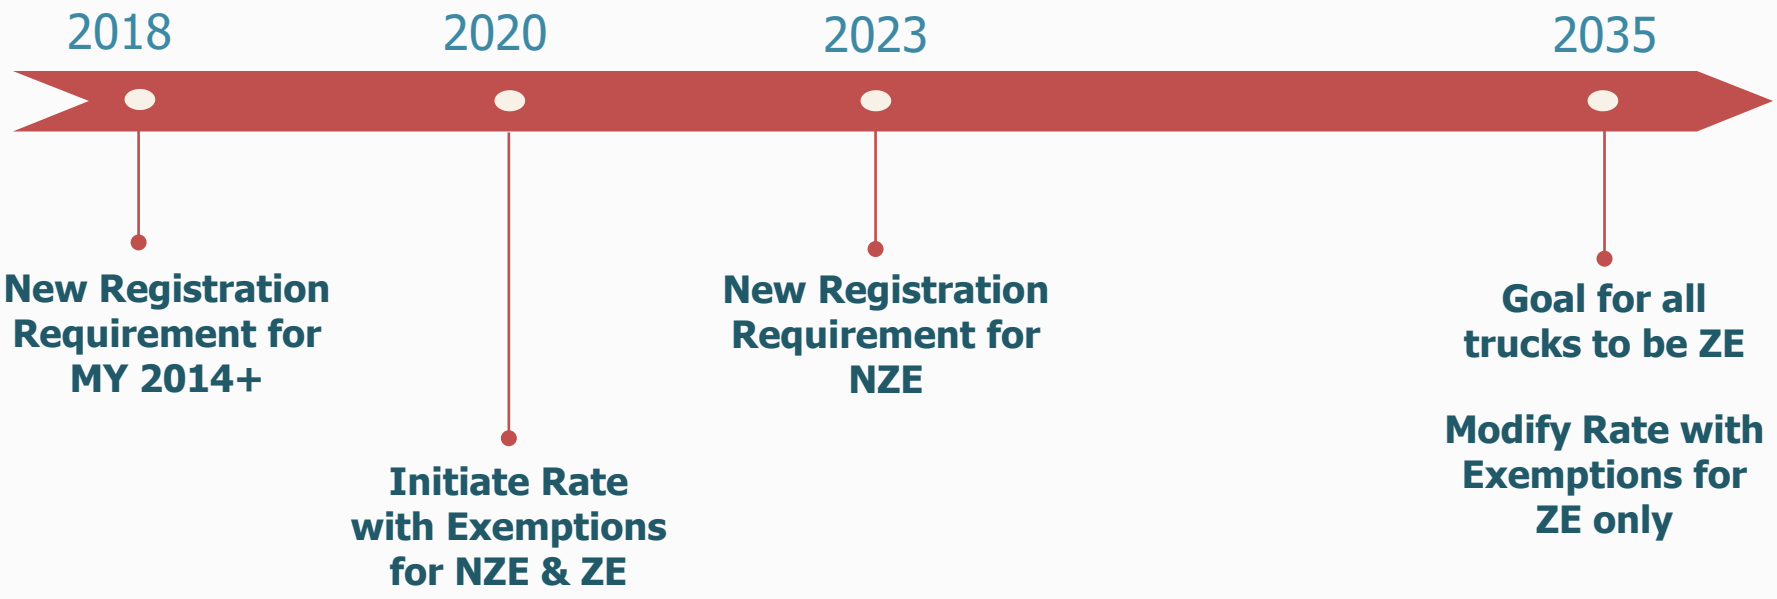 2018
2020
2023
2035
New Registration
Requirement for
MY 2014+
Initiate Rate
with Exemptions
for NZE & ZE
New Registration
Requirement for
NZE
Goal for all
trucks to be ZE
Modify Rate with
Exemptions for
ZE only